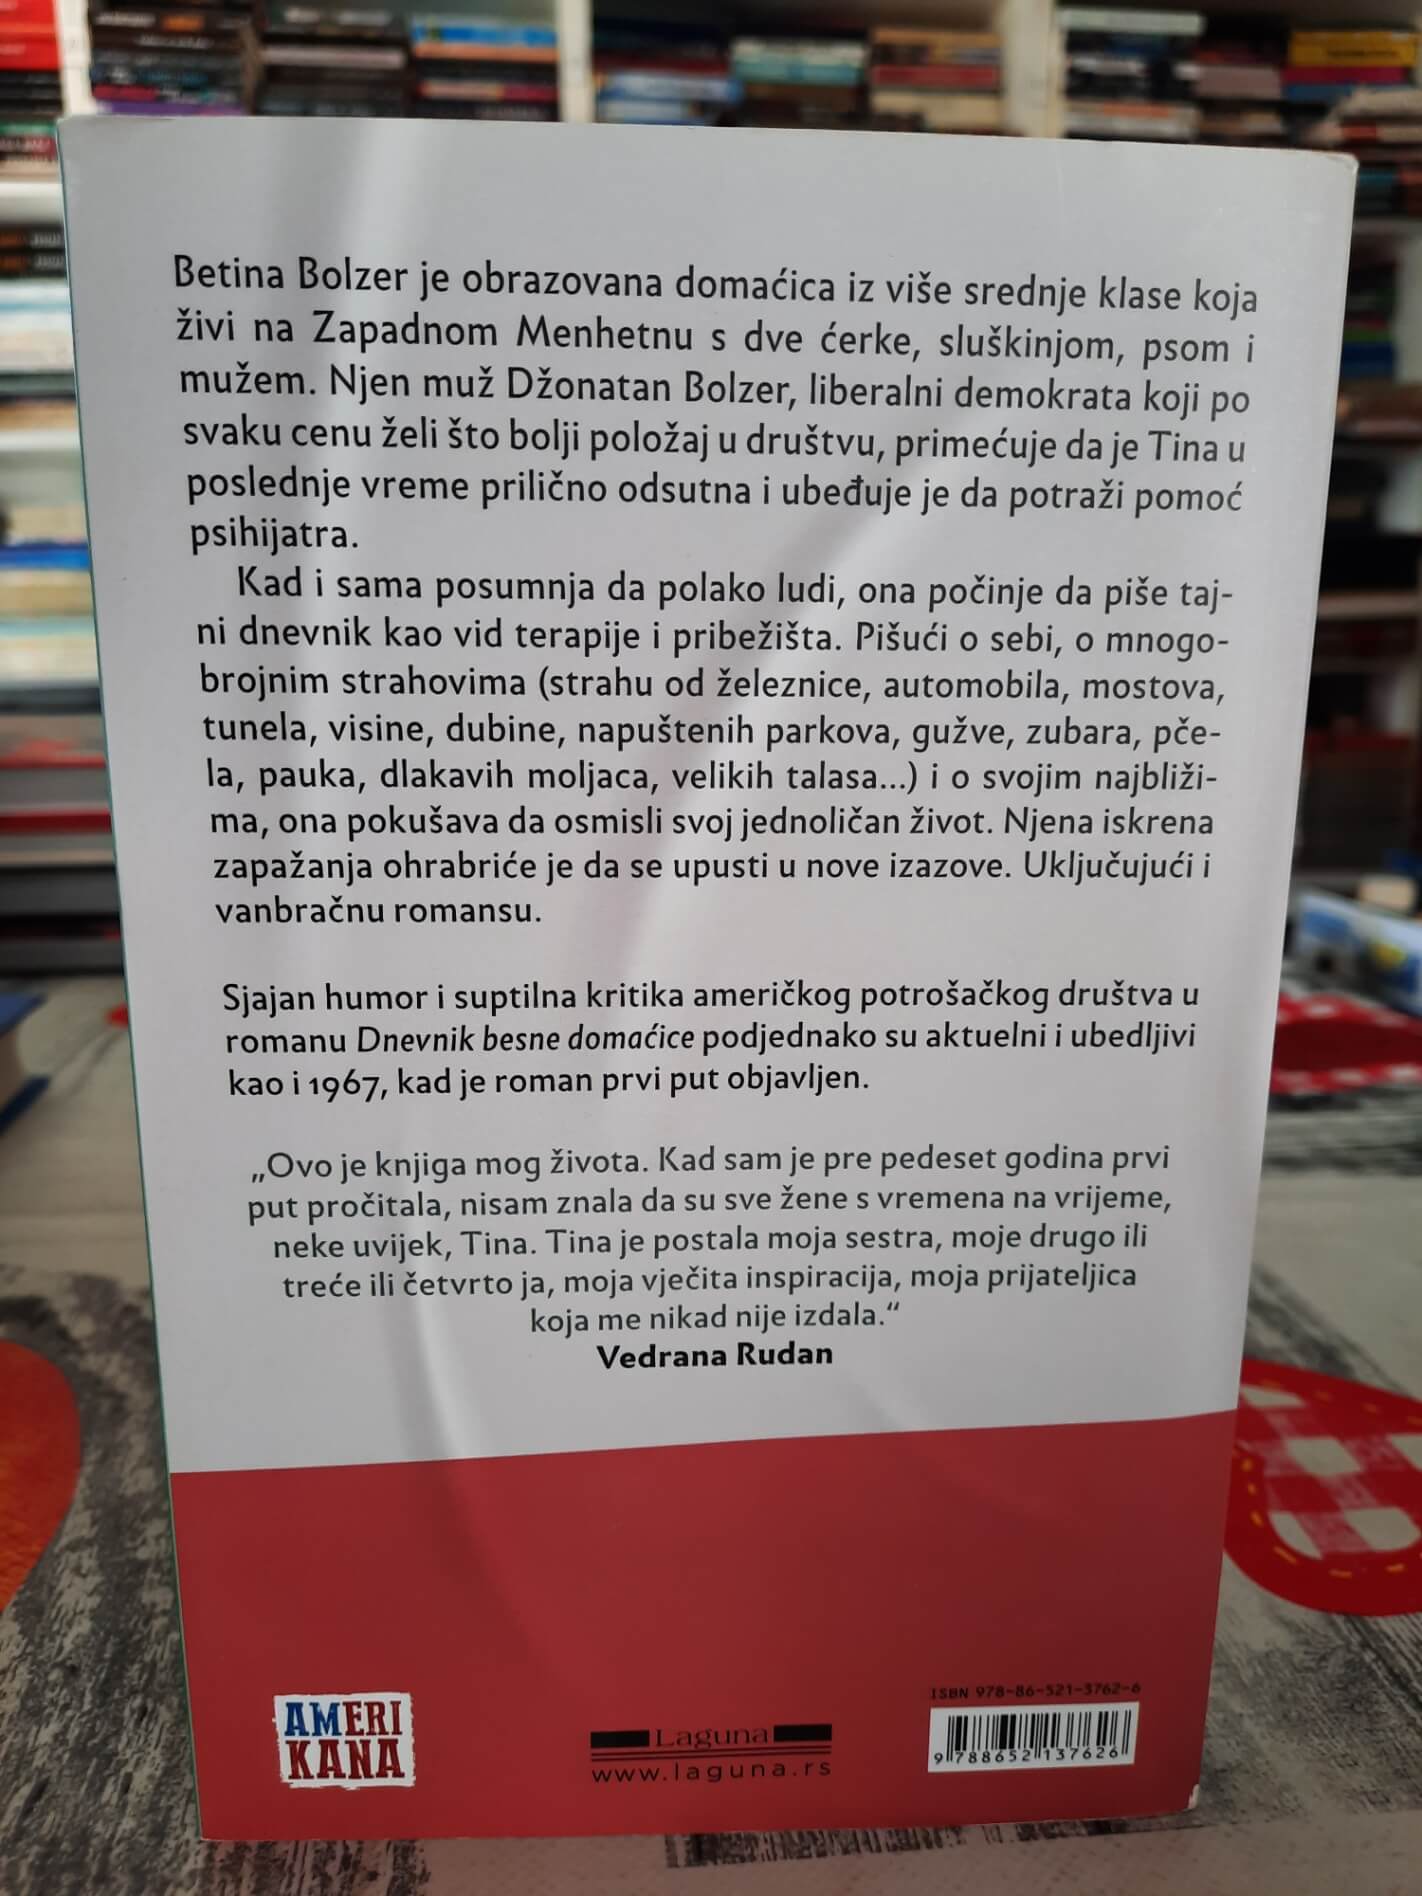 Betina Bolzer je obrazovana domaćica iz više srednje klase koja
živi na Zapadnom Menhetnu s dve ćerke, sluškinjom, psom i
mužem. Njen muž Džonatan Bolzer, liberalni demokrata koji po
svaku cenu želi što bolji položaj u društvu, primećuje da je Tina u
poslednje vreme prilično odsutna i ubeđuje je da potraži pomoć
psihijatra.
Kad i sama posumnja da polako ludi, ona počinje da piše taj-
ni dnevnik kao vid terapije i pribežišta. Pišući o sebi, o mnogo-
brojnim strahovima (strahu od železnice, automobila, mostova,
tunela, visine, dubine, napuštenih parkova, gužve, zubara, pče-
la, pauka, dlakavih moljaca, velikih talasa...) i o svojim najbliži-
ma, ona pokušava da osmisli svoj jednoličan život. Njena iskrena
zapažanja ohrabriće je da se upusti u nove izazove. Uključujući i
vanbračnu romansu.
Sjajan humor i suptilna kritika američkog potrošačkog društva u
romanu Dnevnik besne domaćice podjednako su aktuelni i ubedljivi
kao i 1967, kad je roman prvi put objavljen.
„Ovo je knjiga mog života. Kad sam je pre pedeset godina prvi
put pročitala, nisam znala da su sve žene s vremena na vrijeme,
neke uvijek, Tina. Tina je postala moja sestra, moje drugo ili
treće ili četvrto ja, moja vječita inspiracija, moja prijateljica
koja me nikad nije izdala.“
Vedrana Rudan
AMERI
KANA
Laguna
www.laguna.rs
ISBN 978-86-521-3762-6
9 788652 137626